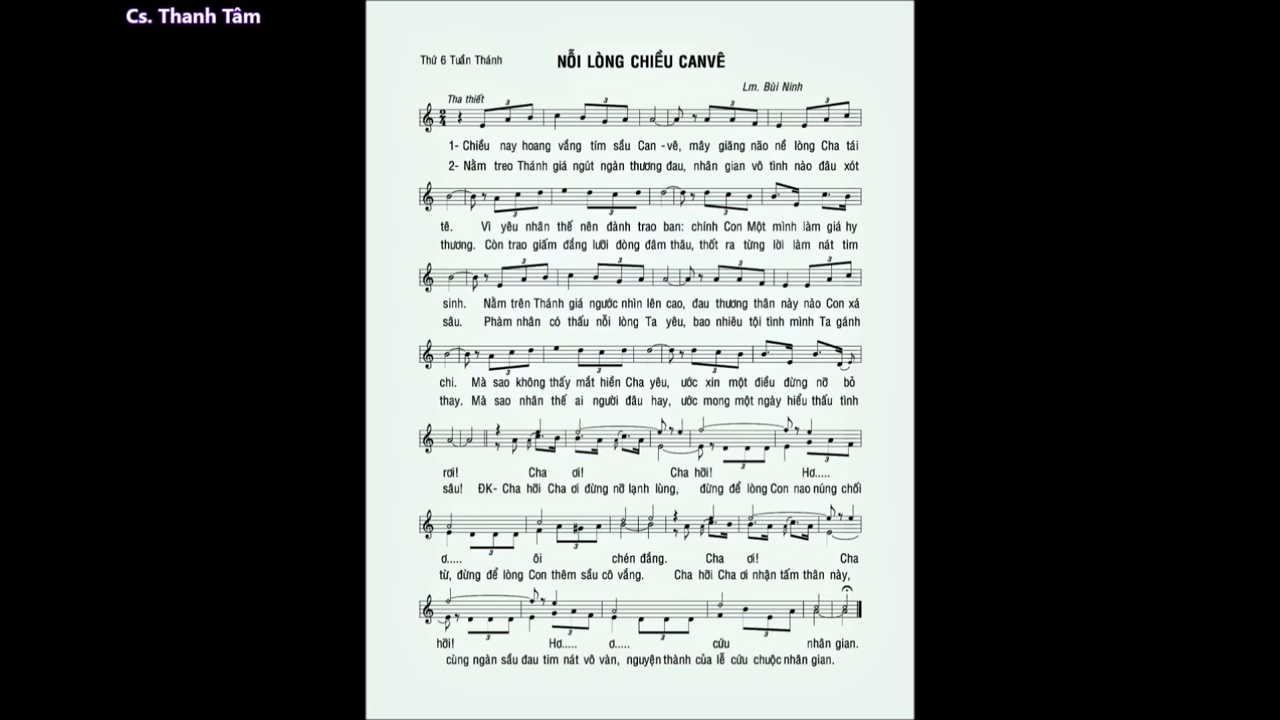 Cs. Thanh Tâm
Thứ 6 Tuần Thánh
NỖI LÒNG CHIỀU CANVÊ
Lm. Bùi Ninh
Tha thiết
1- Chiều nay hoang vắng tím sầu Can -vê, mây giăng não nề lòng Cha tái
2- Nằm treo Thánh giá ngút ngàn thương đau, nhân gian vô tình nào đâu xót
tê. Vì yêu nhân thế nên đành trao ban: chính Con Một mình làm giá hy
thương. Còn trao giấm đắng lưỡi đòng đâm thâu, thốt ra từng lời làm nát tim
sinh. Nằm trên Thánh giá ngước nhìn lên cao, đau thương thân này nào Con xá
sâu. Phàm nhân có thấu nỗi lòng Ta yêu, bao nhiêu tội tình mình Ta gánh
chi. Mà sao không thấy mắt hiền Cha yêu, ước xin một điều đừng nỡ bỏ
thay. Mà sao nhân thế ai người đâu hay, ước mong một ngày hiểu thấu tình
rơi! Cha ơi! Cha hỡi! Hơ.....
sâu! ĐK- Cha hỡi Cha ơi đừng nỡ lạnh lùng, đừng để lòng Con nao núng chối
ơ..... ôi chén đắng. Cha ơi! Cha
từ, đừng để lòng Con thêm sầu cô vắng. Cha hỡi Cha ơi nhận tấm thân này,
hỡi! Hơ..... ơ..... cứu nhân gian.
cùng ngàn sầu đau tim nát vô vàn, nguyện thành của lễ cứu chuộc nhân gian.